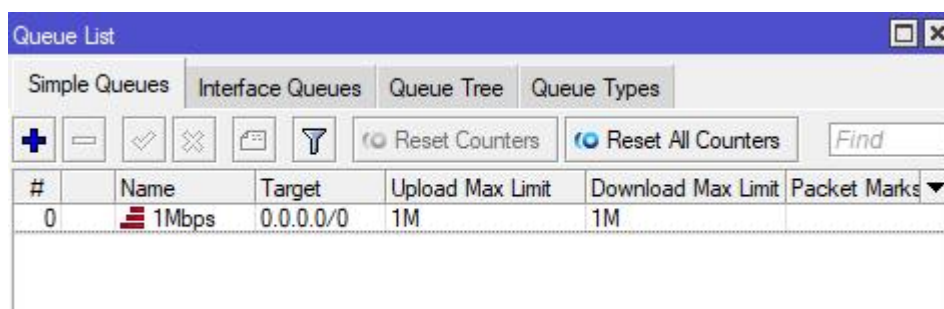 Queue List
Simple Queues Interface Queues Queue Tree Queue Types
Reset Counters Reset All Counters Find
# Name Target Upload Max Limit Download Max Limit Packet Marks
0 1Mbps 0.0.0.0/0 1M 1M